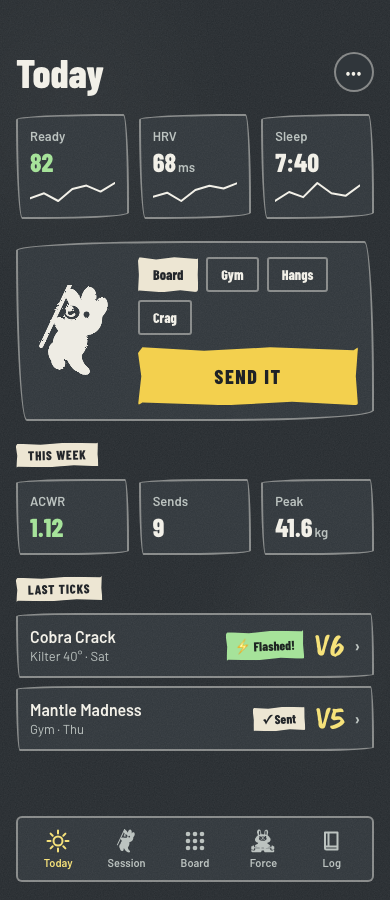 Today
Ready
HRV
Sleep
82
68 ms
7:40
Board
Gym
Hangs
Crag
SEND IT
THIS WEEK
ACWR
Sends
Peak
1.12
9
41.6 kg
LAST TICKS
Cobra Crack
Kilter 40° · Sat
⚡ Flashed!
V6 ›
Mantle Madness
Gym · Thu
✓ Sent
V5 ›
Today
Session
Board
Force
Log